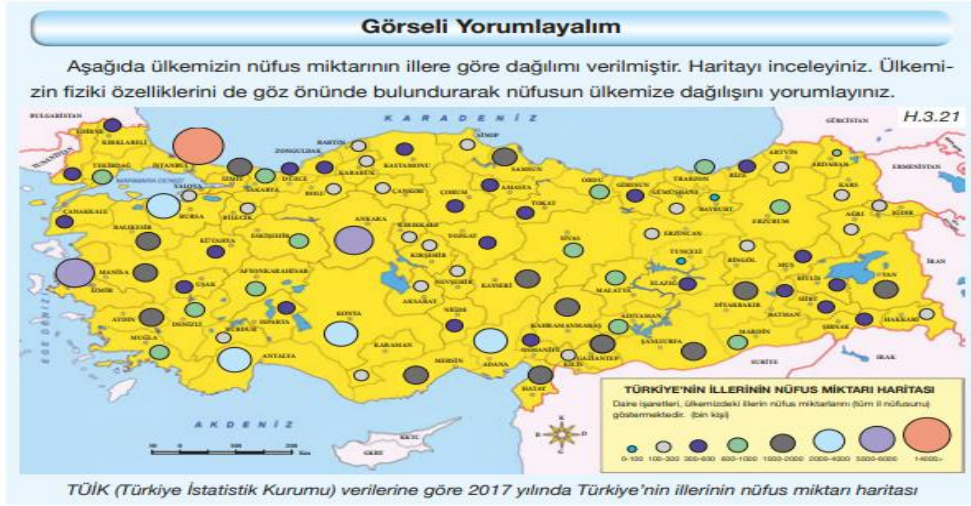 Görseli Yorumlayalım
Aşağıda ülkemizin nüfus miktarının illere göre dağılımı verilmiştir. Haritayı inceleyiniz. Ülkemi-
zin fiziki özelliklerini de göz önünde bulundurarak nüfusun ülkemize dağılışını yorumlayınız.
H.3.21
BULGARİSTAN
KARADENİZ
GÜRCİSTAN
YUNANİSTAN
ERMENİSTAN
EDİRNE
KIRKLARELİ
TEKİRDAĞ
İSTANBUL
MARMARA DENİZİ
YALOVA
İZMİT
SAKARYA
DÜZCE
ZONGULDAK
BARTIN
KARABÜK
KASTAMONU
SİNOP
SAMSUN
ORDU
GİRESUN
TRABZON
RİZE
ARTVİN
ARDAHAN
ÇANAKKALE
BURSA
BİLECİK
BOLU
ÇANKIRI
ÇORUM
AMASYA
TOKAT
GÜMÜŞHANE
BAYBURT
ERZURUM
KARS
IĞDIR
AĞRI
BALIKESİR
KÜTAHYA
ESKİŞEHİR
ANKARA
KIRIKKALE
YOZGAT
SİVAS
ERZİNCAN
TUNCELİ
BİNGÖL
MUŞ
İRAN
MANİSA
İZMİR
UŞAK
AFYONKARAHİSAR
KIRŞEHİR
NEVŞEHİR
KAYSERİ
MALATYA
ELAZIĞ
DİYARBAKIR
BİTLİS
VAN
EGE DENİZİ
AYDIN
DENİZLİ
BURDUR
ISPARTA
KONYA
AKSARAY
NİĞDE
KAHRAMANMARAŞ
ADIYAMAN
BATMAN
SİİRT
ŞIRNAK
HAKKARİ
MUĞLA
ANTALYA
KARAMAN
MERSİN
ADANA
OSMANİYE
GAZİANTEP
KİLİS
ŞANLIURFA
MARDİN
HATAY
SURİYE
IRAK
AKDENİZ
KKTC
GKRY
K
B
D
G
Km
TÜRKİYE'NİN İLLERİNİN NÜFUS MİKTARI HARİTASI
Daire işaretleri, ülkemizdeki illerin nüfus miktarlarını (tüm il nüfusunu)
göstermektedir. (bin kişi)
0-100 100-300 300-600 600-1000 1000-2000 2000-4000 5000-6000 14000>
TÜİK (Türkiye İstatistik Kurumu) verilerine göre 2017 yılında Türkiye'nin illerinin nüfus miktarı haritası